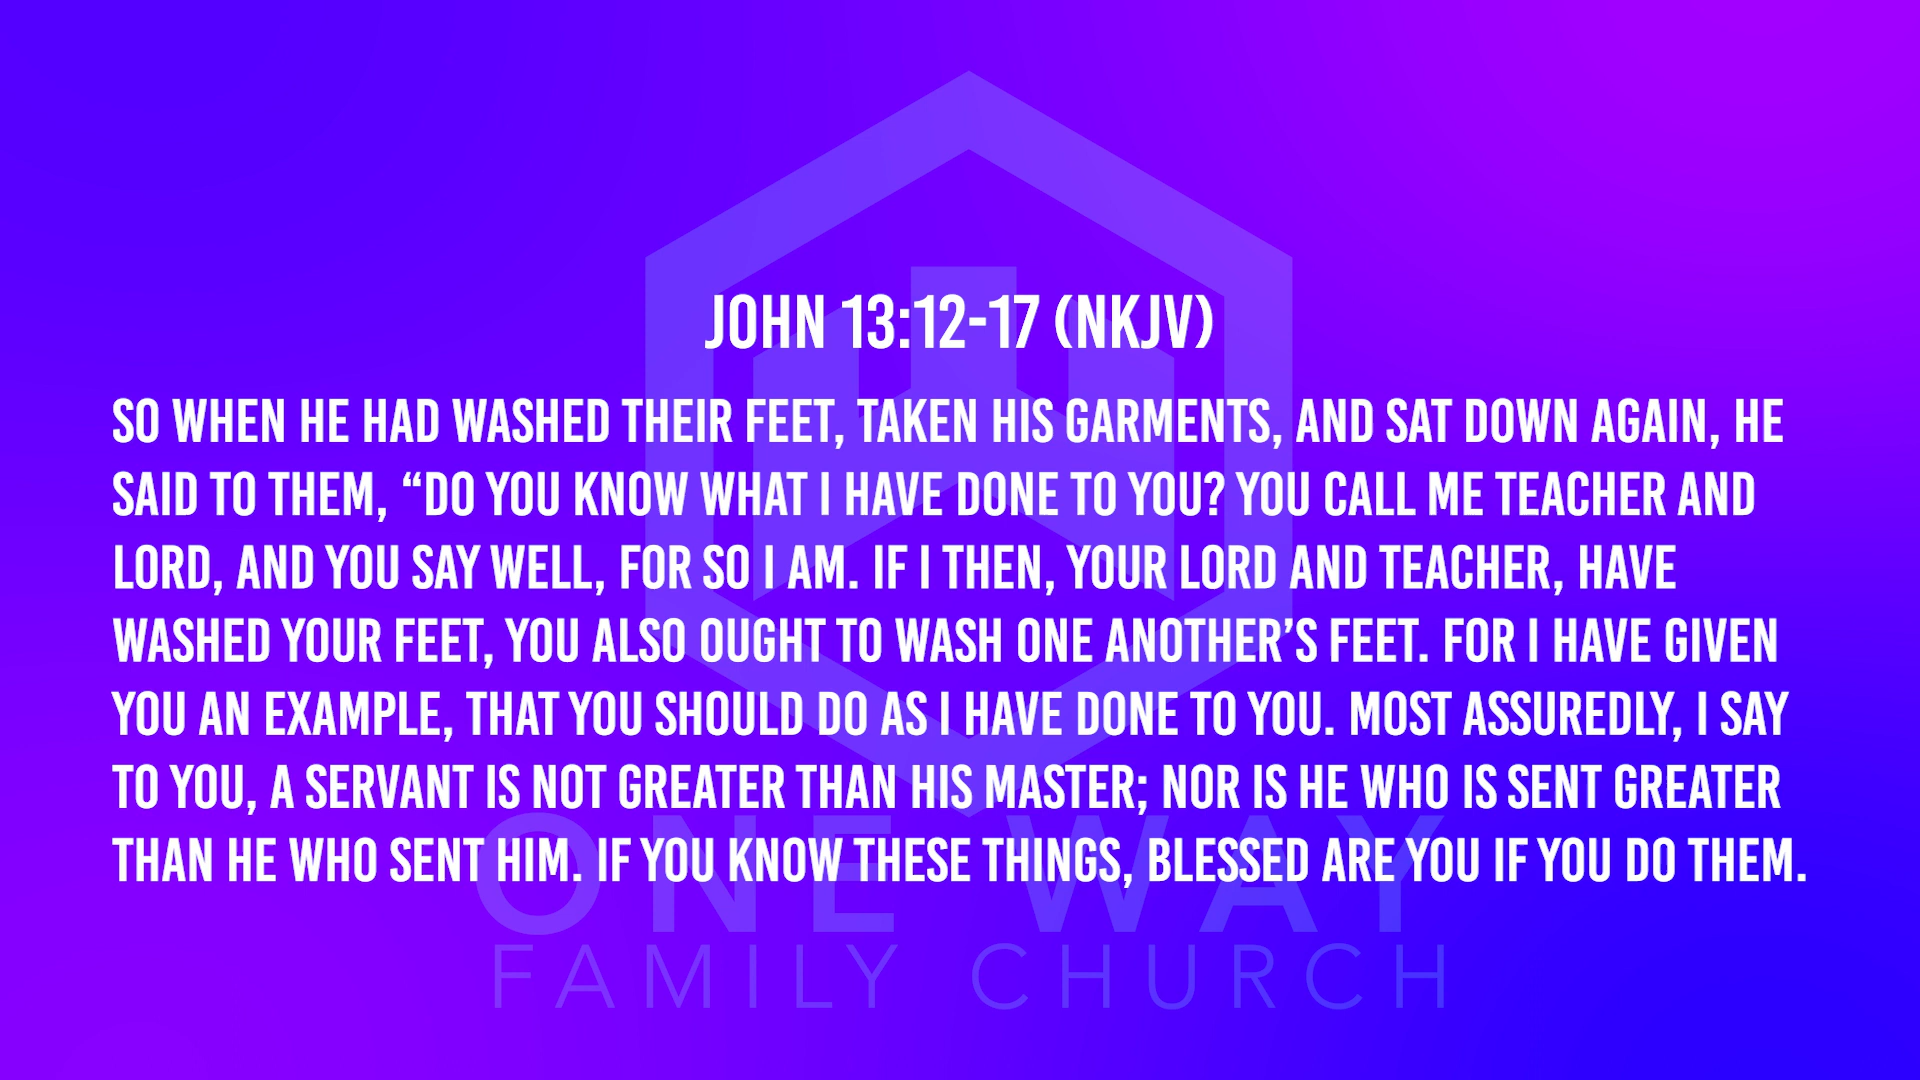 JOHN 13:12-17 (NKJV)
SO WHEN HE HAD WASHED THEIR FEET, TAKEN HIS GARMENTS, AND SAT DOWN AGAIN, HE
SAID TO THEM, “DO YOU KNOW WHAT I HAVE DONE TO YOU? YOU CALL ME TEACHER AND
LORD, AND YOU SAY WELL, FOR SO I AM. IF I THEN, YOUR LORD AND TEACHER, HAVE
WASHED YOUR FEET, YOU ALSO OUGHT TO WASH ONE ANOTHER’S FEET. FOR I HAVE GIVEN
YOU AN EXAMPLE, THAT YOU SHOULD DO AS I HAVE DONE TO YOU. MOST ASSUREDLY, I SAY
TO YOU, A SERVANT IS NOT GREATER THAN HIS MASTER; NOR IS HE WHO IS SENT GREATER
THAN HE WHO SENT HIM. IF YOU KNOW THESE THINGS, BLESSED ARE YOU IF YOU DO THEM.
ONE WAY
FAMILY CHURCH